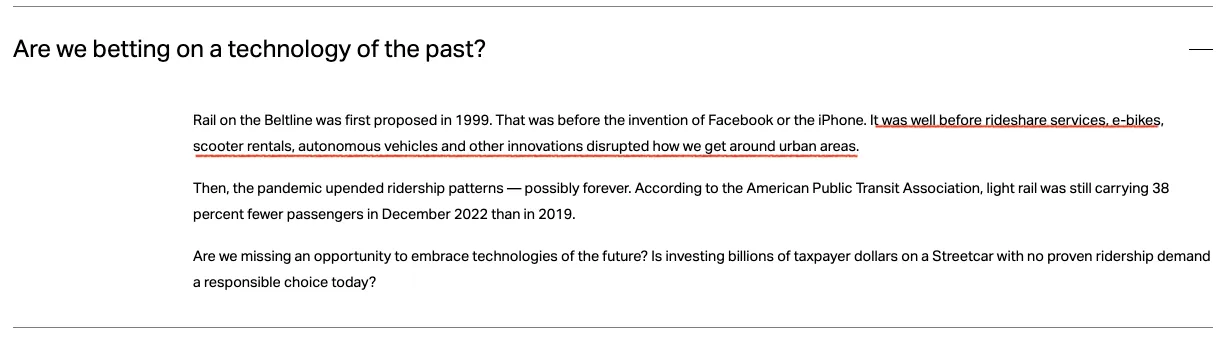 Are we betting on a technology of the past?
Rail on the Beltline was first proposed in 1999. That was before the invention of Facebook or the iPhone. It was well before rideshare services, e-bikes,
scooter rentals, autonomous vehicles and other innovations disrupted how we get around urban areas.
Then, the pandemic upended ridership patterns — possibly forever. According to the American Public Transit Association, light rail was still carrying 38
percent fewer passengers in December 2022 than in 2019.
Are we missing an opportunity to embrace technologies of the future? Is investing billions of taxpayer dollars on a Streetcar with no proven ridership demand
a responsible choice today?